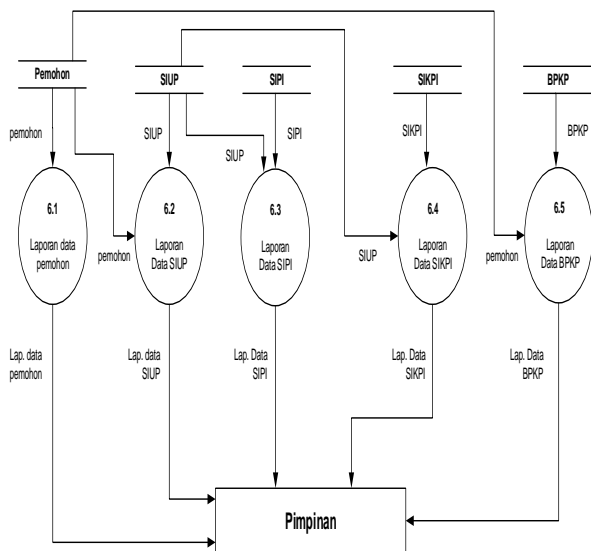 Pemohon
SIUP
SIPI
SIKPI
BPKP
pemohon
SIUP
SIUP
SIPI
SIKPI
BPKP
6.1
Laporan data
pemohon
pemohon
6.2
Laporan
Data SIUP
6.3
Laporan
Data SIPI
SIUP
6.4
Laporan
Data SIKPI
pemohon
6.5
Laporan
Data BPKP
Lap. data
pemohon
Lap. data
SIUP
Lap. Data
SIPI
Lap. Data
SIKPI
Lap. Data
BPKP
Pimpinan